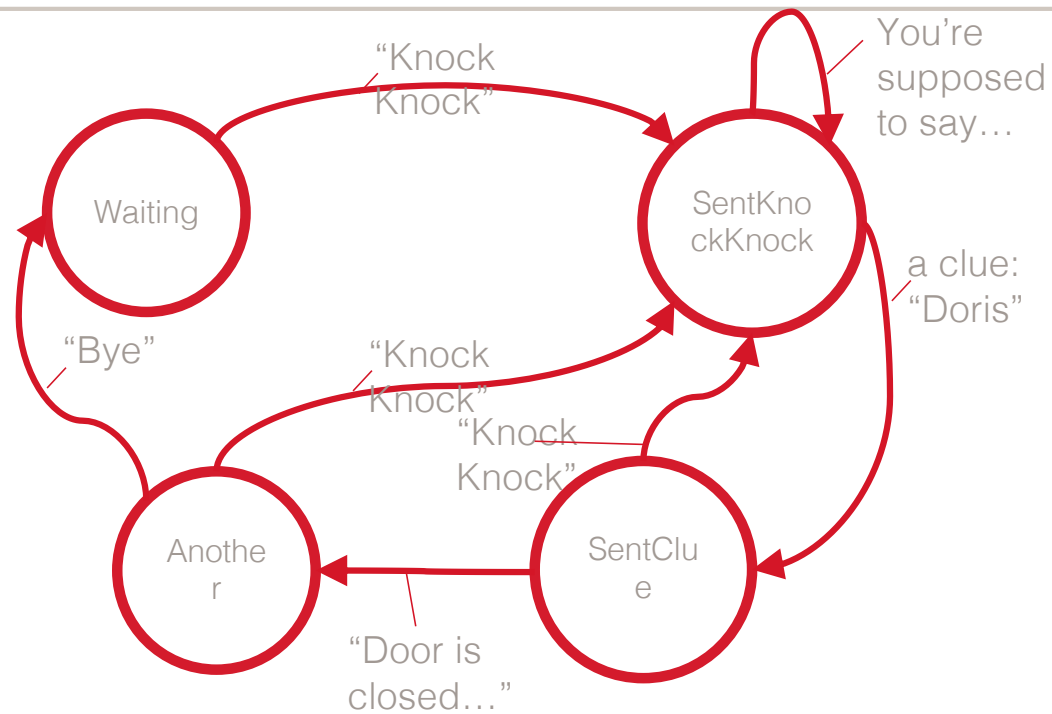 “Knock
Knock”
You’re
supposed
to say…
Waiting
SentKno
ckKnock
a clue:
“Doris”
“Bye”
“Knock
Knock”
“Knock
Knock”
Anothe
r
SentClu
e
“Door is
closed…”